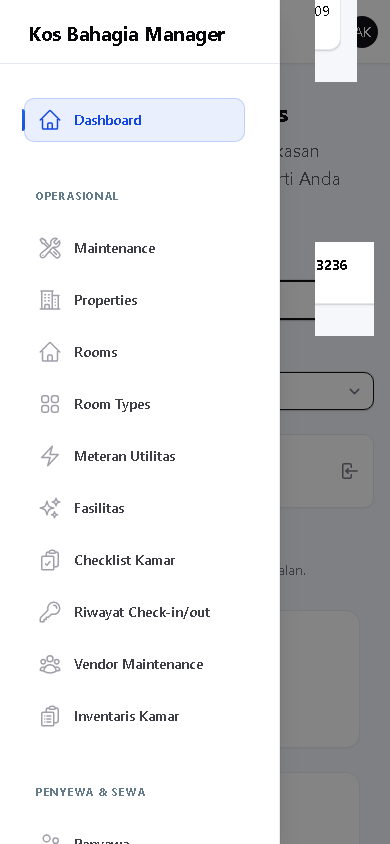 Kos Bahagia Manager
09
AK
Dashboard
s
kasan
rti Anda
OPERASIONAL
Maintenance
3236
Properties
Rooms
Room Types
Meteran Utilitas
Fasilitas
Checklist Kamar
alan.
Riwayat Check-in/out
Vendor Maintenance
Inventaris Kamar
PENYEWA & SEWA
Penyewa